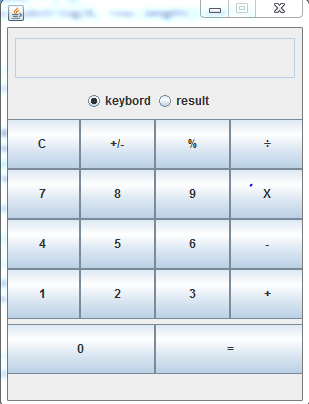 keybord result
C +/- % ÷
7 8 9 X
4 5 6 -
1 2 3 +
0 =